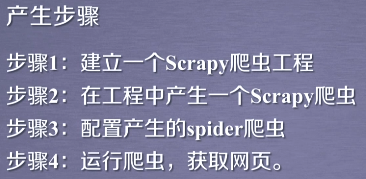 产生步骤
步骤1：建立一个Scrapy爬虫工程
步骤2：在工程中产生一个Scrapy爬虫
步骤3：配置产生的spider爬虫
步骤4：运行爬虫，获取网页。